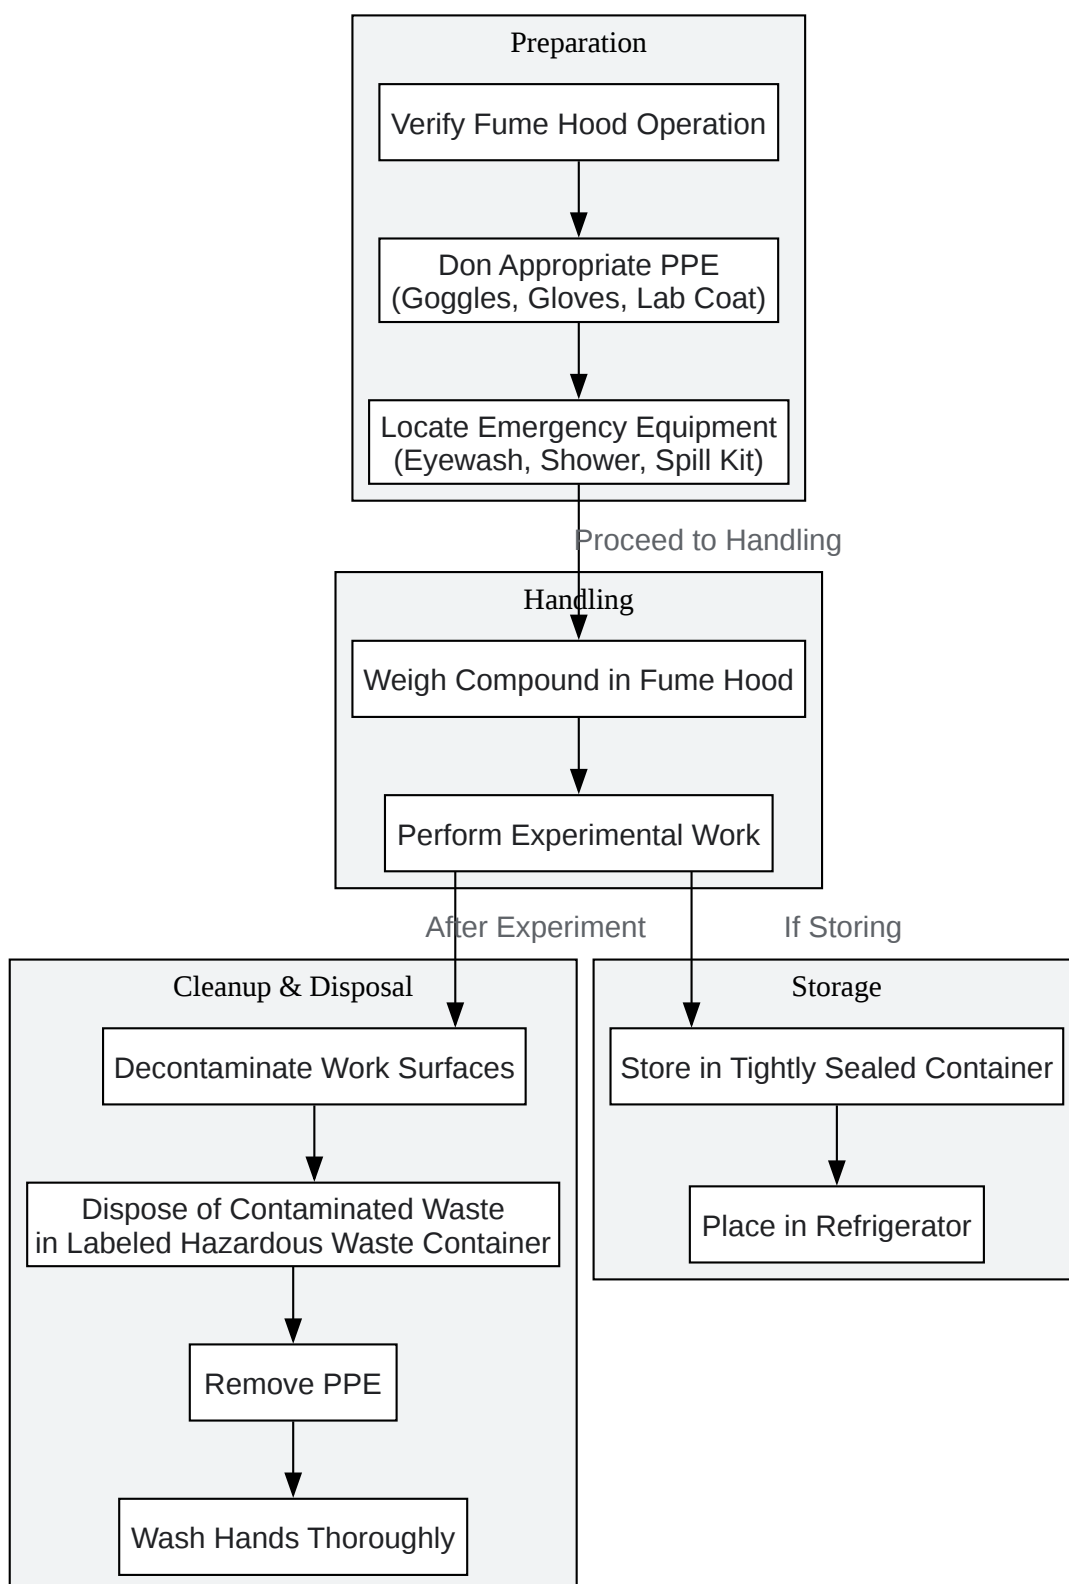 Preparation
Verify Fume Hood Operation
Don Appropriate PPE
(Goggles, Gloves, Lab Coat)
Locate Emergency Equipment
(Eyewash, Shower, Spill Kit)
Proceed to Handling
Handling
Weigh Compound in Fume Hood
Perform Experimental Work
After Experiment
If Storing
Cleanup & Disposal
Decontaminate Work Surfaces
Dispose of Contaminated Waste
in Labeled Hazardous Waste Container
Remove PPE
Wash Hands Thoroughly
Storage
Store in Tightly Sealed Container
Place in Refrigerator